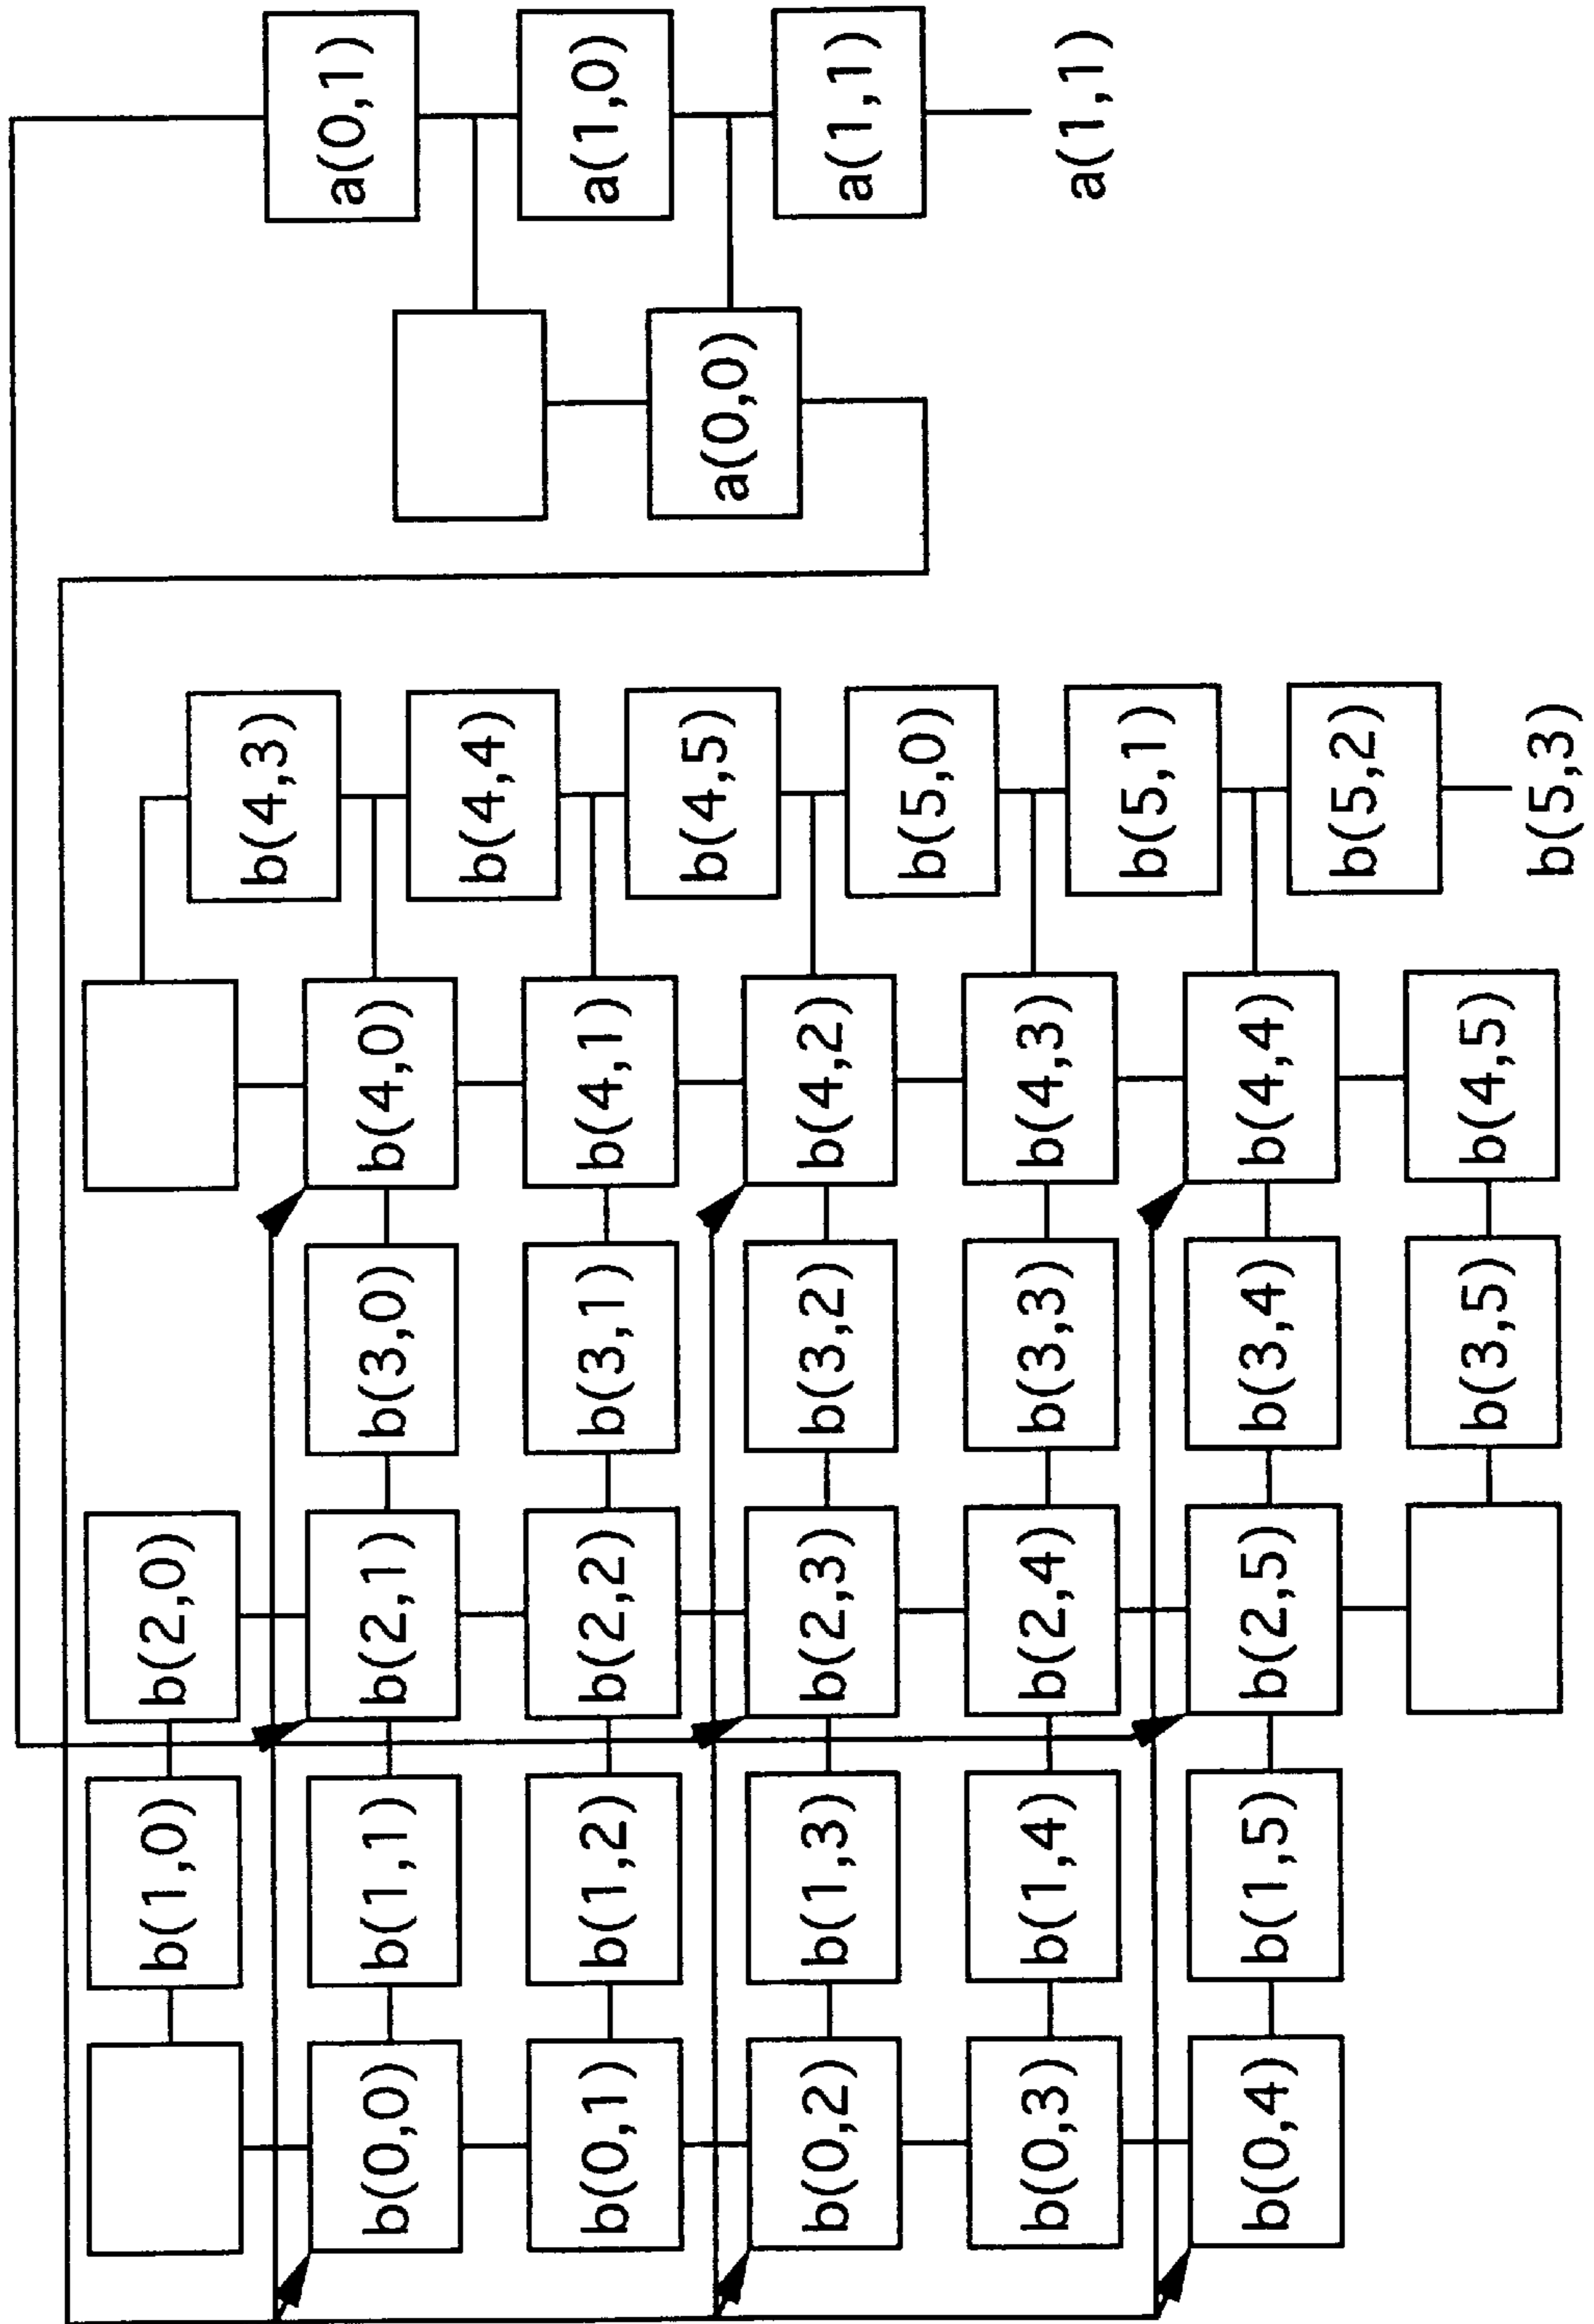 b(1,0)
b(2,0)
b(4,3)
a(0,1)
b(0,0)
b(1,1)
b(2,1)
b(3,0)
b(4,0)
b(4,4)
a(1,0)
b(0,1)
b(1,2)
b(2,2)
b(3,1)
b(4,1)
b(4,5)
a(0,0)
b(0,2)
b(1,3)
b(2,3)
b(3,2)
b(4,2)
a(1,1)
b(5,0)
b(0,3)
b(1,4)
b(2,4)
b(3,3)
b(4,3)
a(1,1)
b(5,1)
b(0,4)
b(1,5)
b(2,5)
b(3,4)
b(4,4)
b(5,2)
b(3,5)
b(4,5)
b(5,3)